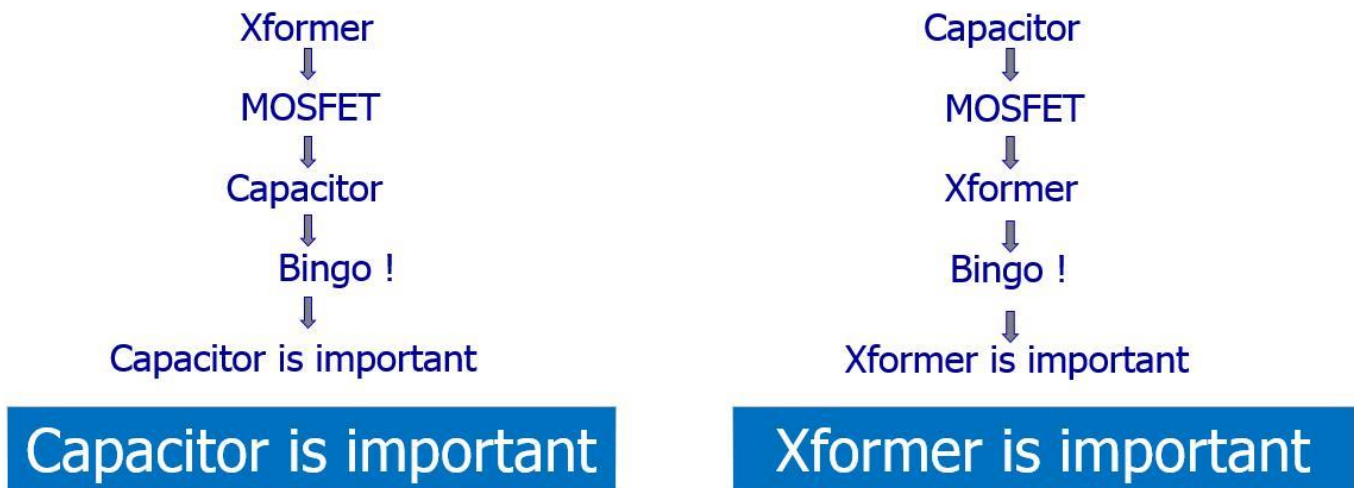 Xformer
MOSFET
Capacitor
Bingo !
Capacitor is important
Capacitor is important
Capacitor
MOSFET
Xformer
Bingo !
Xformer is important
Xformer is important